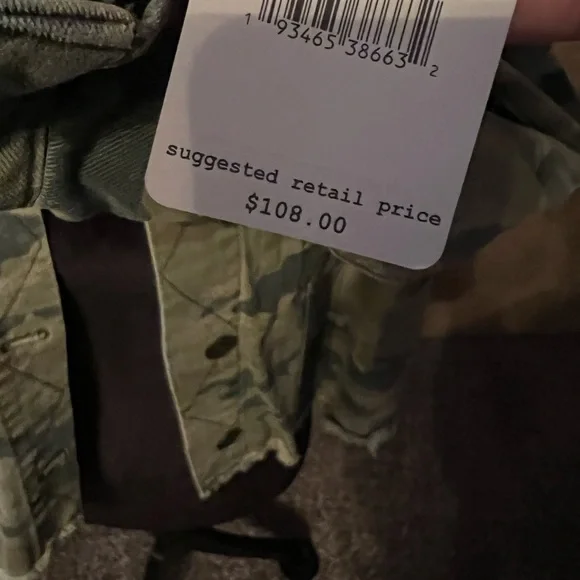 1 93465 38663 2
suggested retail price
$108.00